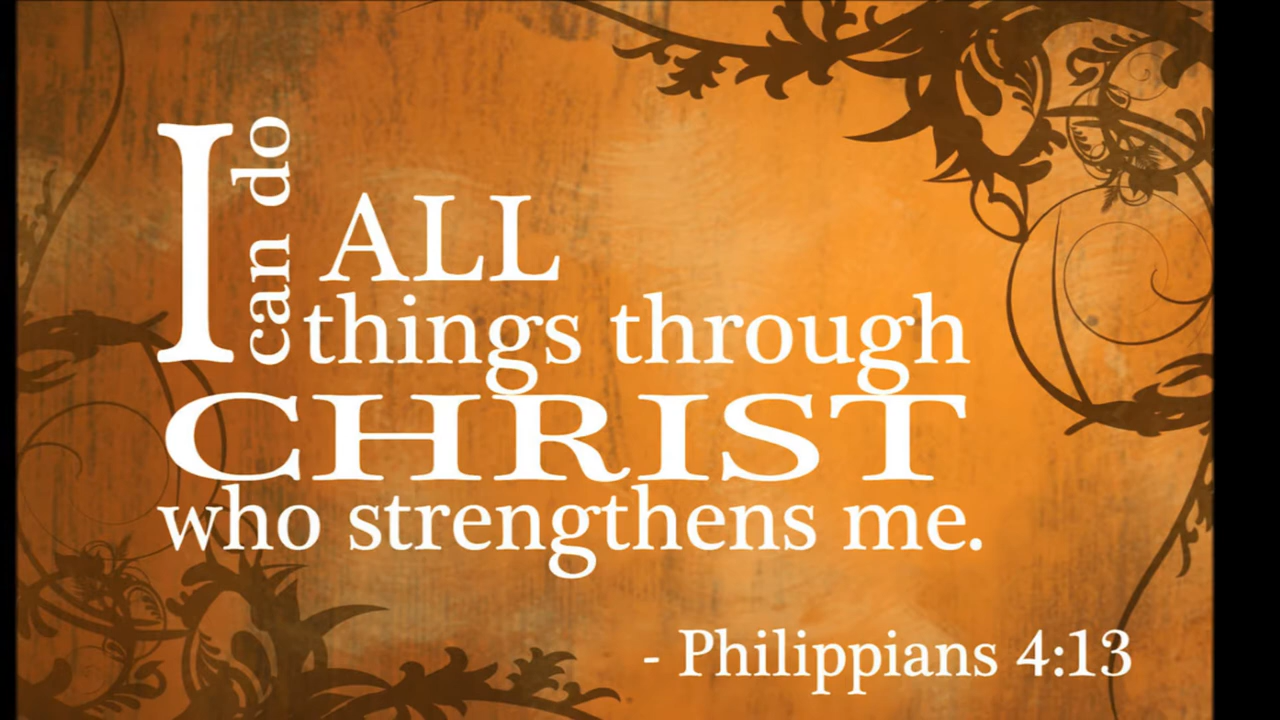 I can do ALL
things through
CHRIST
who strengthens me.
- Philippians 4:13